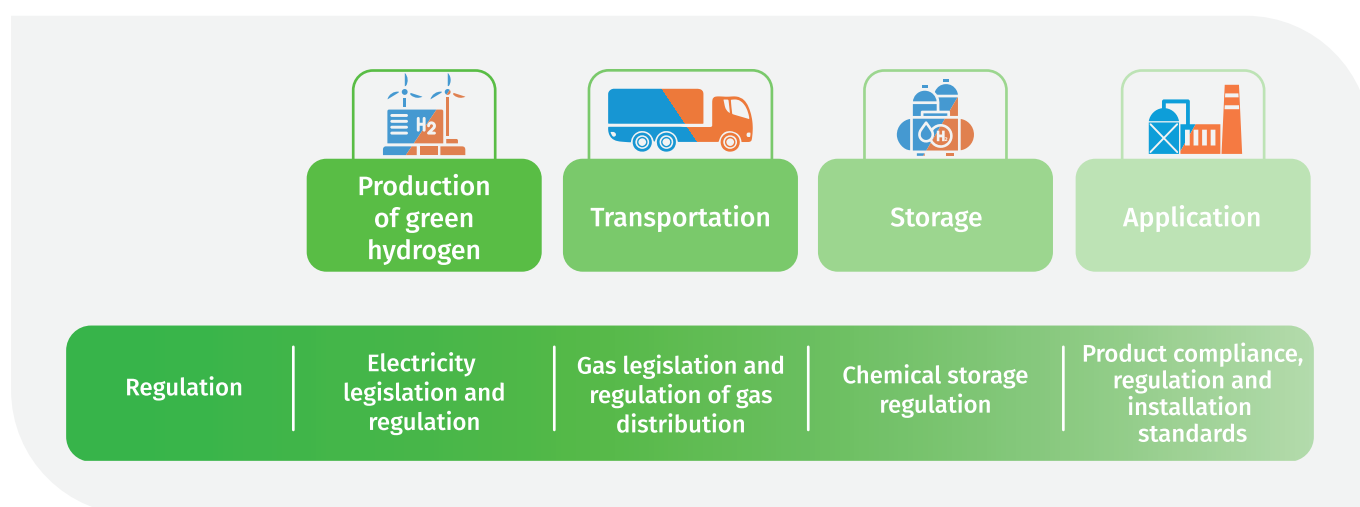 H2
H2
Production
of green
hydrogen
Transportation
Storage
Application
Regulation
Electricity
legislation and
regulation
Gas legislation and
regulation of gas
distribution
Chemical storage
regulation
Product compliance,
regulation and
installation
standards